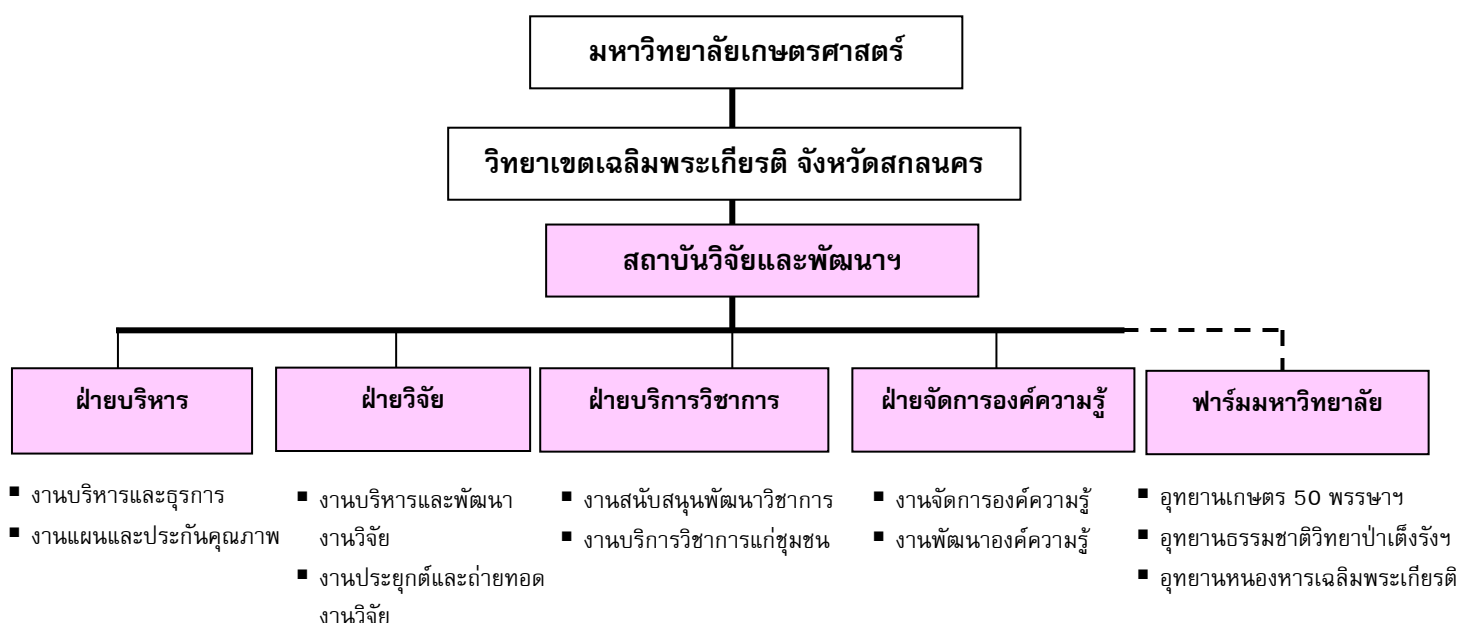 มหาวิทยาลัยเกษตรศาสตร์
วิทยาเขตเฉลิมพระเกียรติ จังหวัดสกลนคร
สถาบันวิจัยและพัฒนาฯ
ฝ่ายบริหาร
ฝ่ายวิจัย
ฝ่ายบริการวิชาการ
ฝ่ายจัดการองค์ความรู้
ฟาร์มมหาวิทยาลัย
▪ งานบริหารและธุรการ
▪ งานแผนและประกันคุณภาพ
▪ งานบริหารและพัฒนา
งานวิจัย
▪ งานประยุกต์และถ่ายทอด
งานวิจัย
▪ งานสนับสนุนพัฒนาวิชาการ
▪ งานบริการวิชาการแก่ชุมชน
▪ งานจัดการองค์ความรู้
▪ งานพัฒนาองค์ความรู้
▪ อุทยานเกษตร 50 พรรษาฯ
▪ อุทยานธรรมชาติวิทยาป่าเต็งรังฯ
▪ อุทยานหนองหารเฉลิมพระเกียรติ